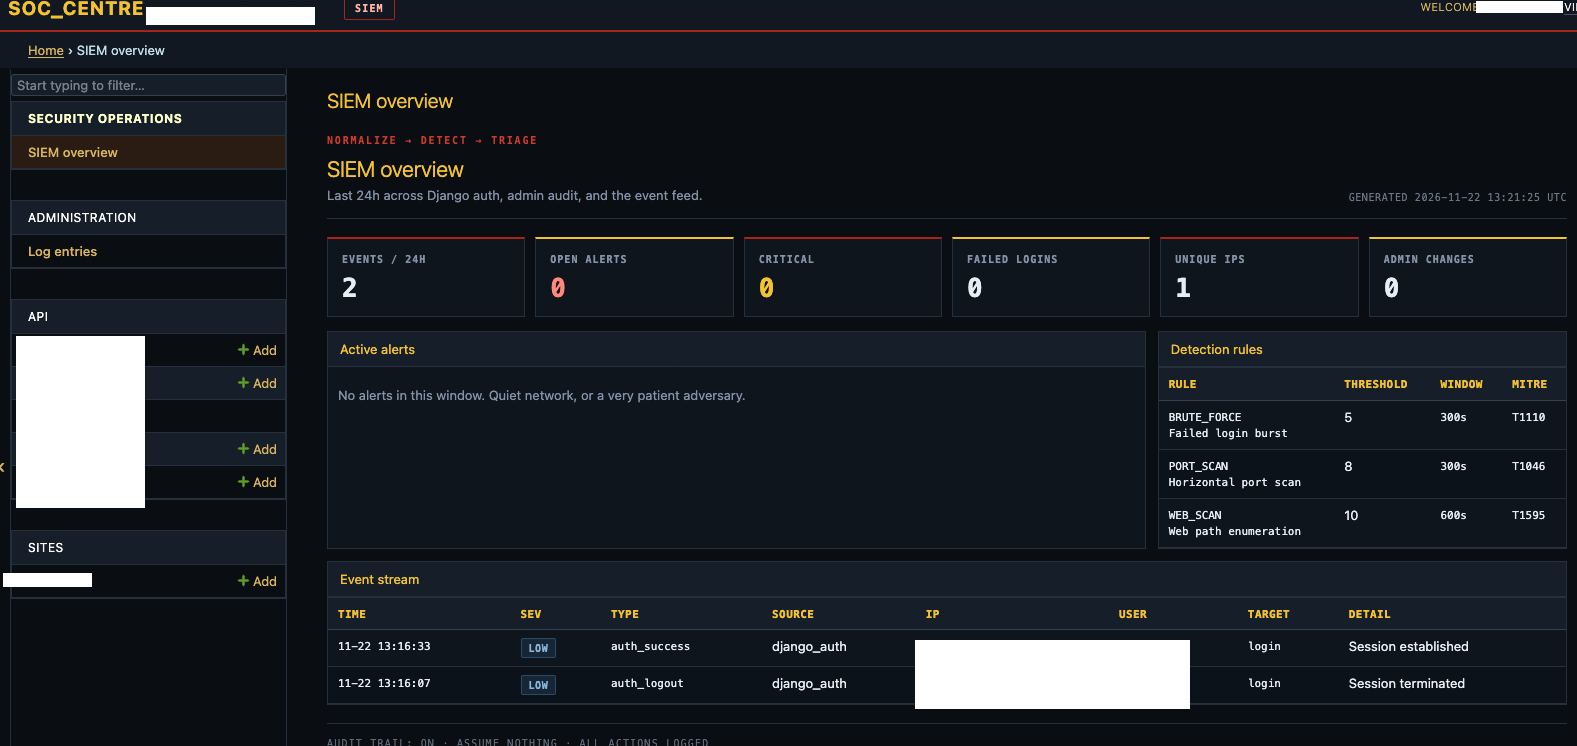 SOC_CENTRE
SIEM
WELCOME
Home › SIEM overview
Start typing to filter...
SECURITY OPERATIONS
SIEM overview
ADMINISTRATION
Log entries
API
+ Add
+ Add
+ Add
+ Add
SITES
+ Add
SIEM overview
NORMALIZE → DETECT → TRIAGE
SIEM overview
Last 24h across Django auth, admin audit, and the event feed.
GENERATED 2026-11-22 13:21:25 UTC
EVENTS / 24H
2
OPEN ALERTS
0
CRITICAL
0
FAILED LOGINS
0
UNIQUE IPS
1
ADMIN CHANGES
0
Active alerts
No alerts in this window. Quiet network, or a very patient adversary.
Detection rules
RULE THRESHOLD WINDOW MITRE
BRUTE_FORCE 5 300s T1110
Failed login burst
PORT_SCAN 8 300s T1046
Horizontal port scan
WEB_SCAN 10 600s T1595
Web path enumeration
Event stream
TIME SEV TYPE SOURCE IP USER TARGET DETAIL
11-22 13:16:33 LOW auth_success django_auth login Session established
11-22 13:16:07 LOW auth_logout django_auth login Session terminated
AUDIT TRAIL: ON · ASSUME NOTHING · ALL ACTIONS LOGGED